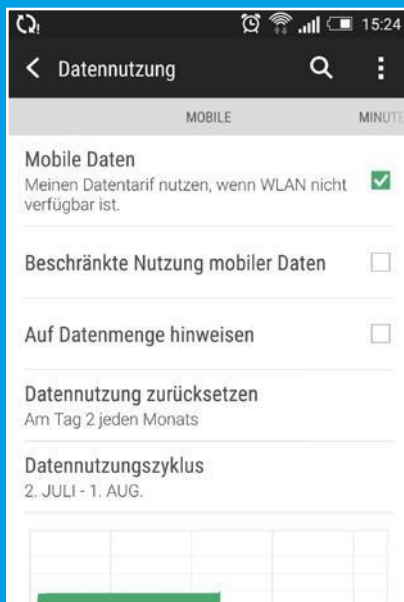 15:24
Datennutzung
MOBILE MINUTE
Mobile Daten
Meinen Datentarif nutzen, wenn WLAN nicht
verfügbar ist.
Beschränkte Nutzung mobiler Daten
Auf Datenmenge hinweisen
Datennutzung zurücksetzen
Am Tag 2 jeden Monats
Datennutzungszyklus
2. JULI - 1. AUG.